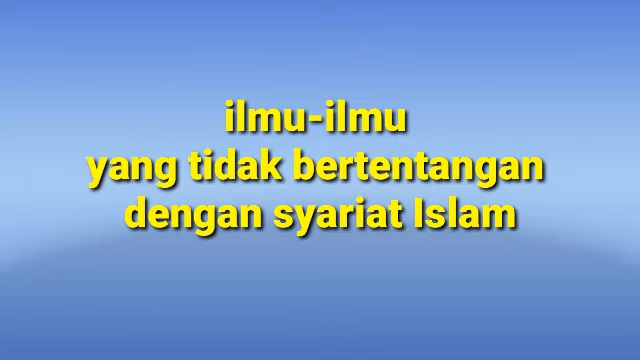 ilmu-ilmu
yang tidak bertentangan
dengan syariat Islam